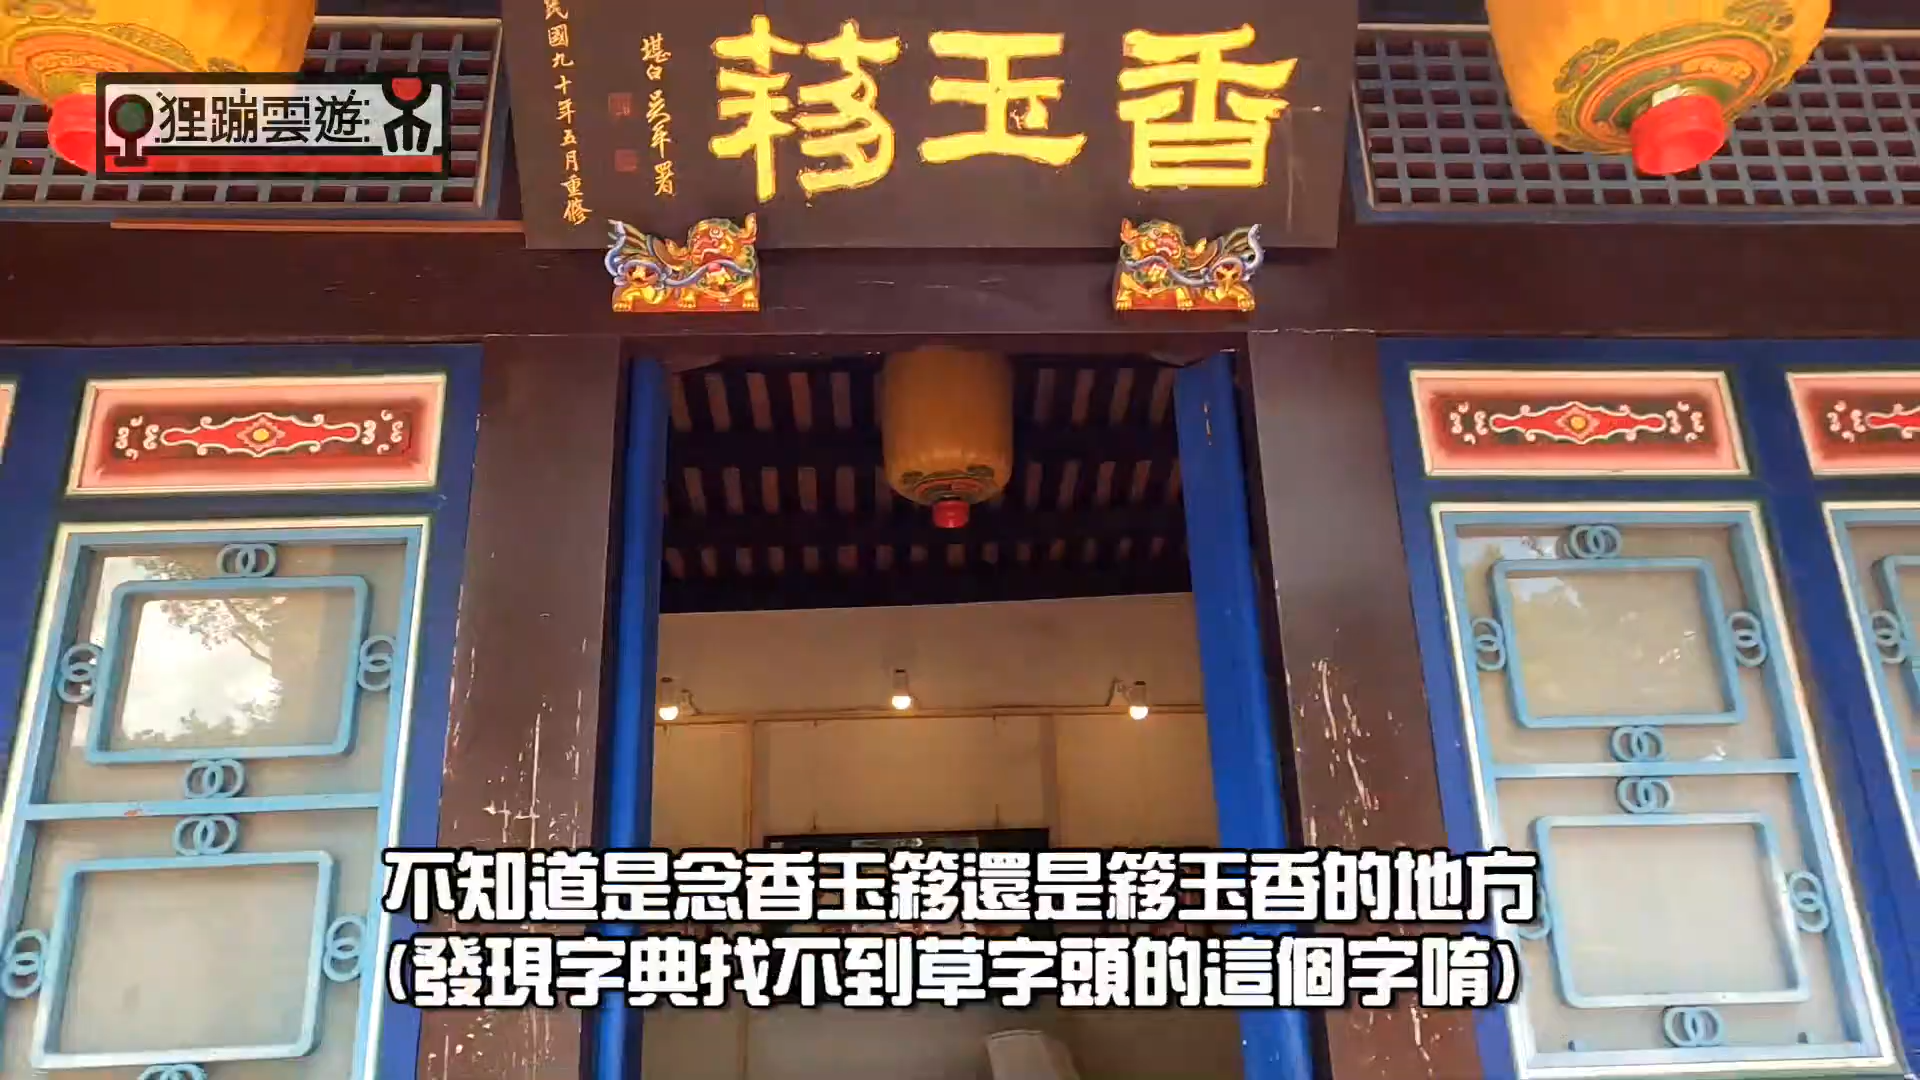 香玉簃
民國九十年五月重修
堪白 吳平 署
狸蹦雲遊
不知道是念香玉簃還是簃玉香的地方
(發現字典找不到草字頭的這個字唷)